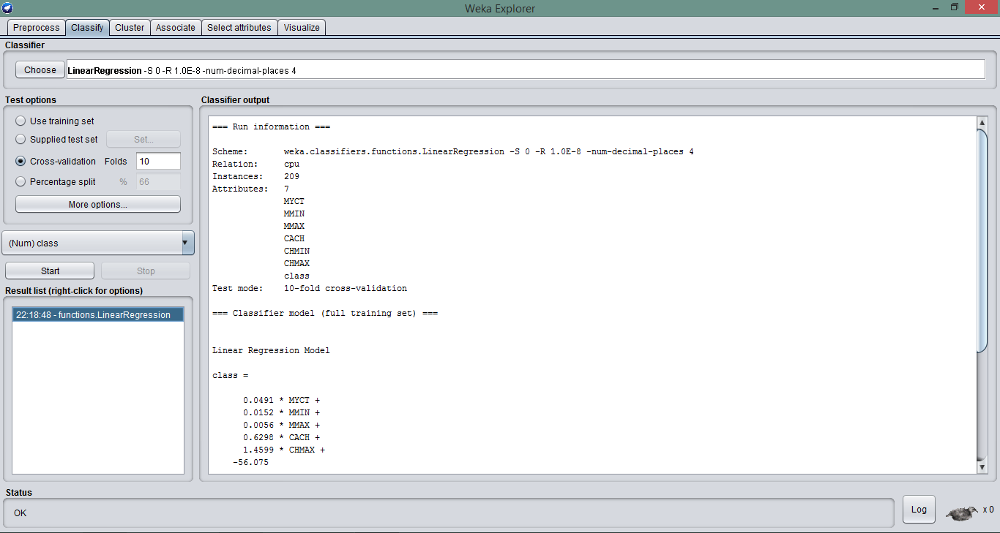 Weka Explorer
Preprocess Classify Cluster Associate Select attributes Visualize
Classifier
Choose LinearRegression -S 0 -R 1.0E-8 -num-decimal-places 4
Test options
Use training set
Supplied test set Set...
Cross-validation Folds 10
Percentage split % 66
More options...
(Num) class
Start Stop
Result list (right-click for options)
22:18:48 - functions.LinearRegression
Classifier output
=== Run information ===
Scheme: weka.classifiers.functions.LinearRegression -S 0 -R 1.0E-8 -num-decimal-places 4
Relation: cpu
Instances: 209
Attributes: 7
MYCT
MMIN
MMAX
CACH
CHMIN
CHMAX
class
Test mode: 10-fold cross-validation
=== Classifier model (full training set) ===
Linear Regression Model
class =
0.0491 * MYCT +
0.0152 * MMIN +
0.0056 * MMAX +
0.6298 * CACH +
1.4599 * CHMAX +
-56.075
Status
OK
Log x 0